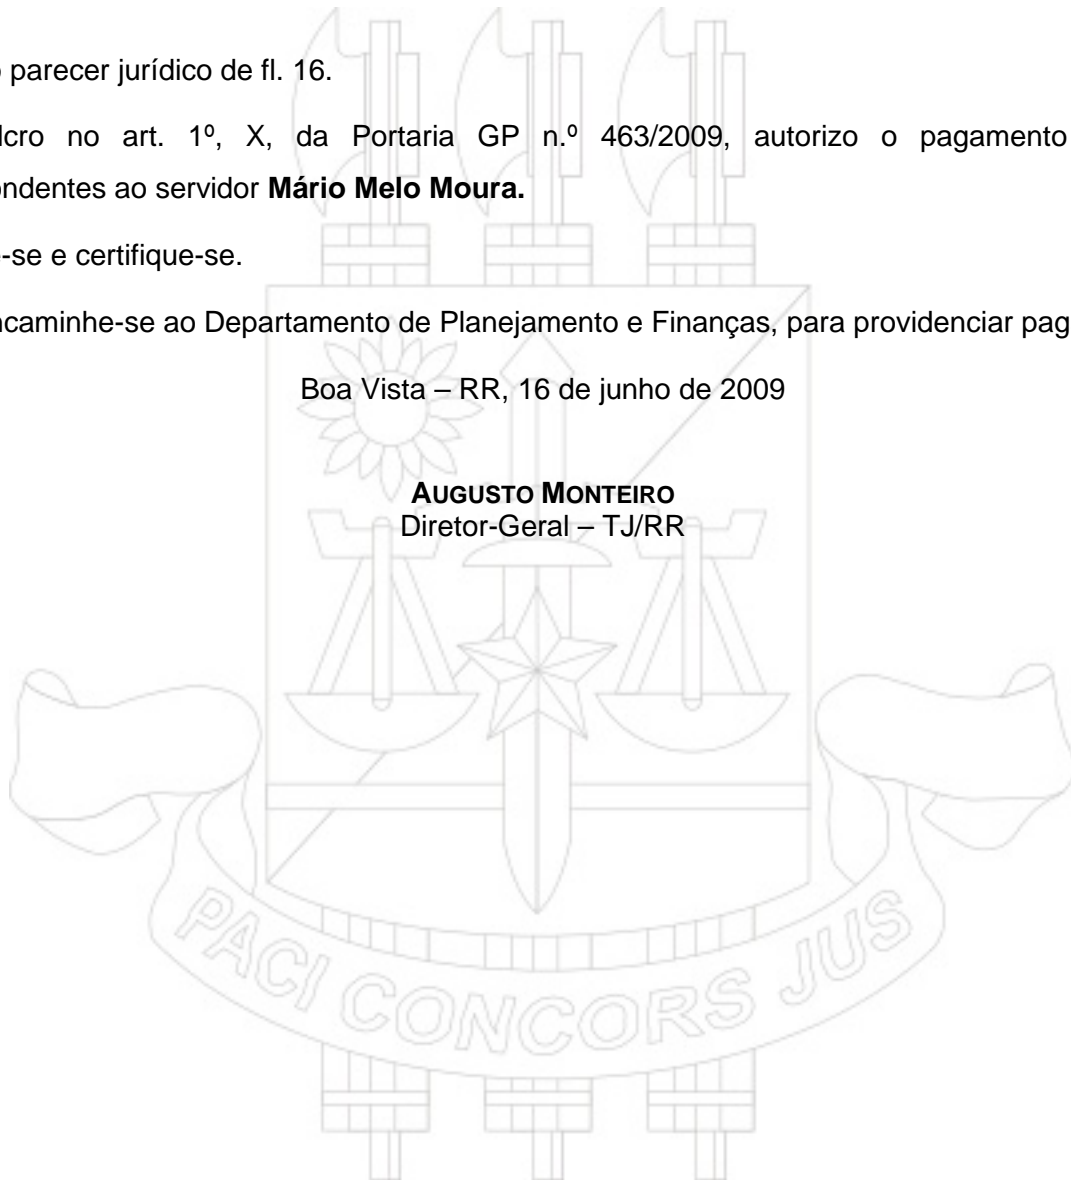 o parecer jurídico de fl. 16.
lcro no art. 1º, X, da Portaria GP n.º 463/2009, autorizo o pagamento
ondentes ao servidor Mário Melo Moura.
-se e certifique-se.
ncaminhe-se ao Departamento de Planejamento e Finanças, para providenciar pag
Boa Vista – RR, 16 de junho de 2009
AUGUSTO MONTEIRO
Diretor-Geral – TJ/RR
PACI CONCORS JUS